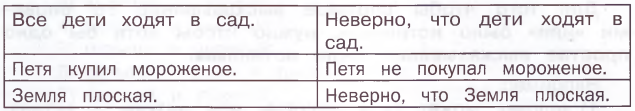 Все дети ходят в сад.
Неверно, что дети ходят в
сад.
Петя купил мороженое.
Петя не покупал мороженое.
Земля плоская.
Неверно, что Земля плоская.